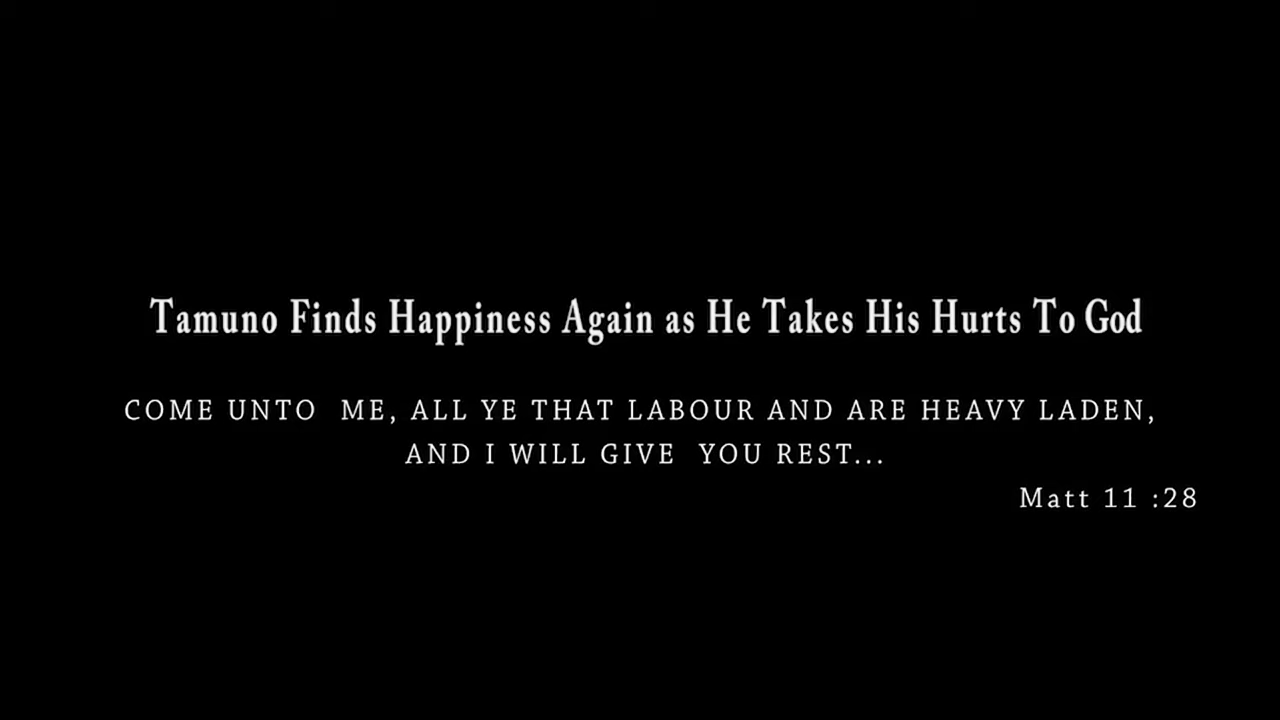 Tamuno Finds Happiness Again as He Takes His Hurts To God
COME UNTO  ME, ALL YE THAT LABOUR AND ARE HEAVY LADEN,
AND I WILL GIVE  YOU REST...
Matt 11 :28